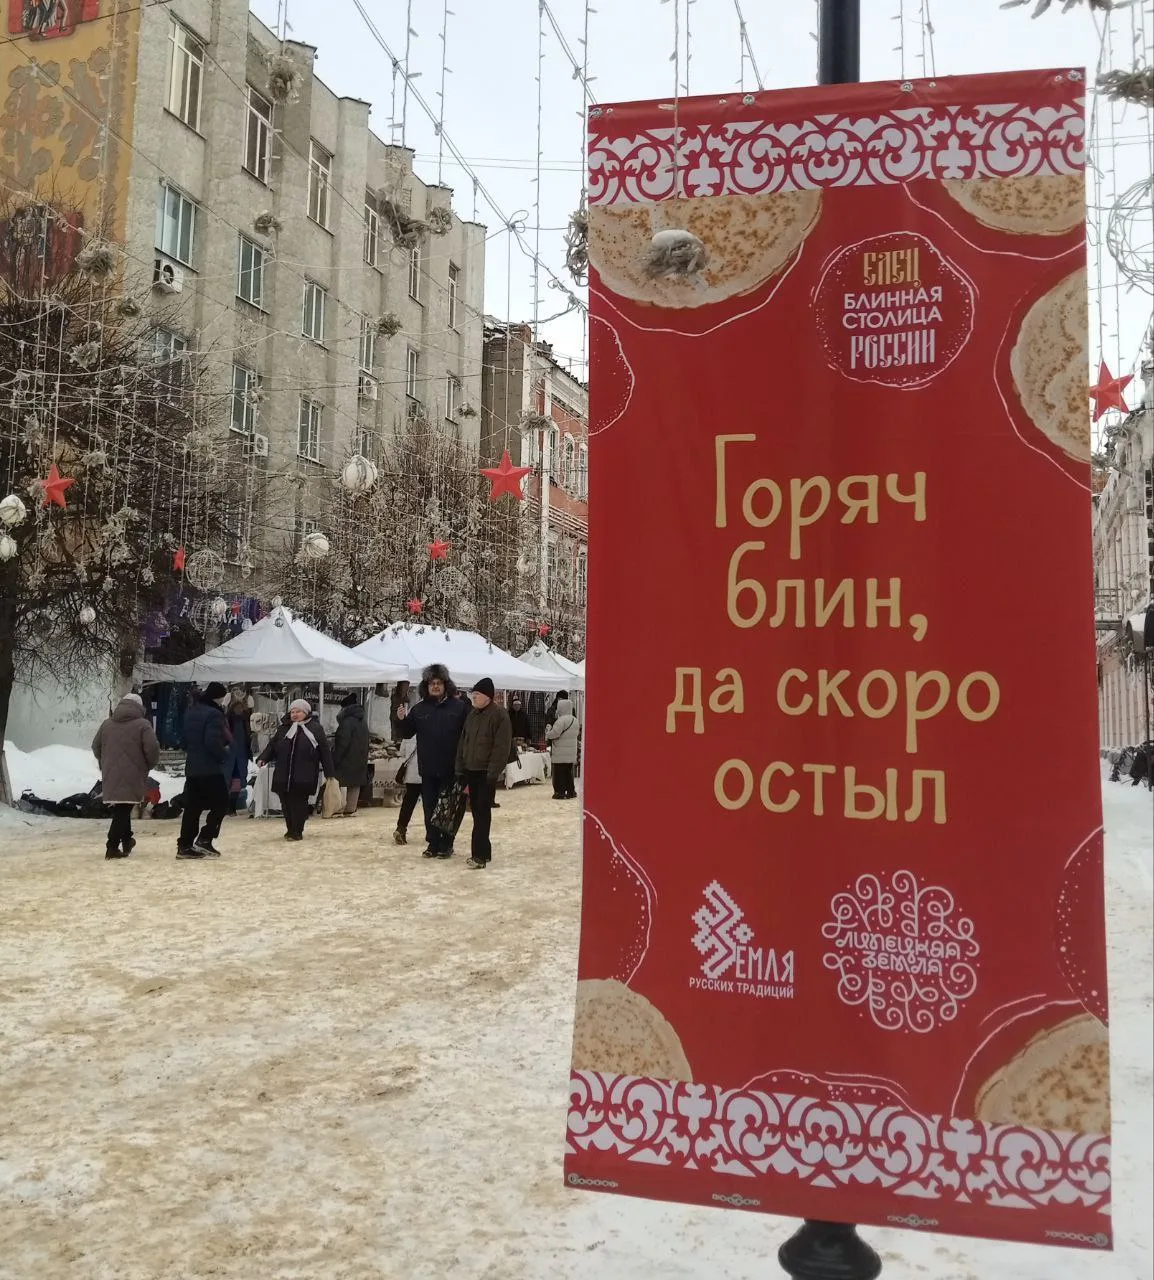 ЕЛЕЦ
БЛИННАЯ
СТОЛИЦА
РОССИИ
Горяч
блин,
да скоро
остыл
ЗЕМЛЯ
РУССКИХ ТРАДИЦИЙ
ЛИПЕЦКАЯ
ЗЕМЛЯ